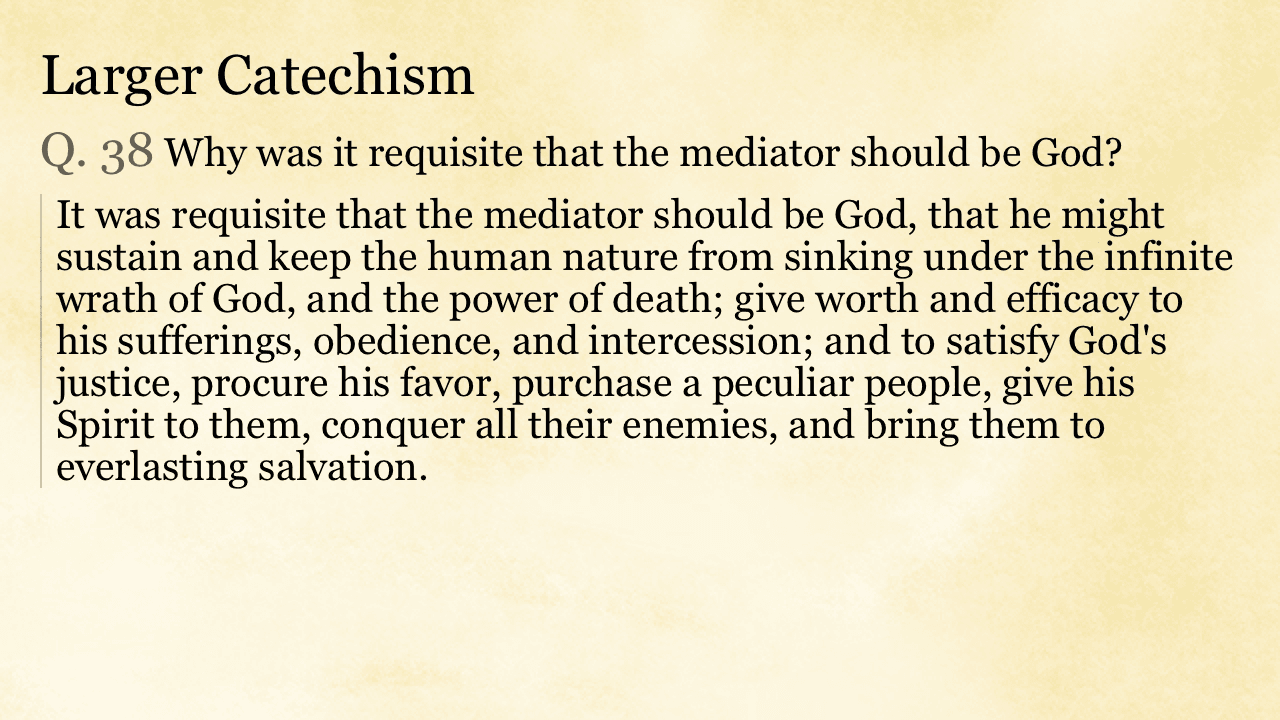 Larger Catechism
Q. 38 Why was it requisite that the mediator should be God?
It was requisite that the mediator should be God, that he might
sustain and keep the human nature from sinking under the infinite
wrath of God, and the power of death; give worth and efficacy to
his sufferings, obedience, and intercession; and to satisfy God's
justice, procure his favor, purchase a peculiar people, give his
Spirit to them, conquer all their enemies, and bring them to
everlasting salvation.